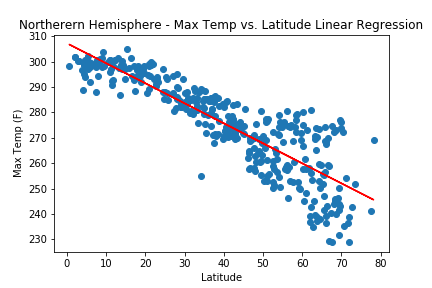 Northerern Hemisphere - Max Temp vs. Latitude Linear Regression
310
300
290
280
270
260
250
240
230
Max Temp (F)
0 10 20 30 40 50 60 70 80
Latitude